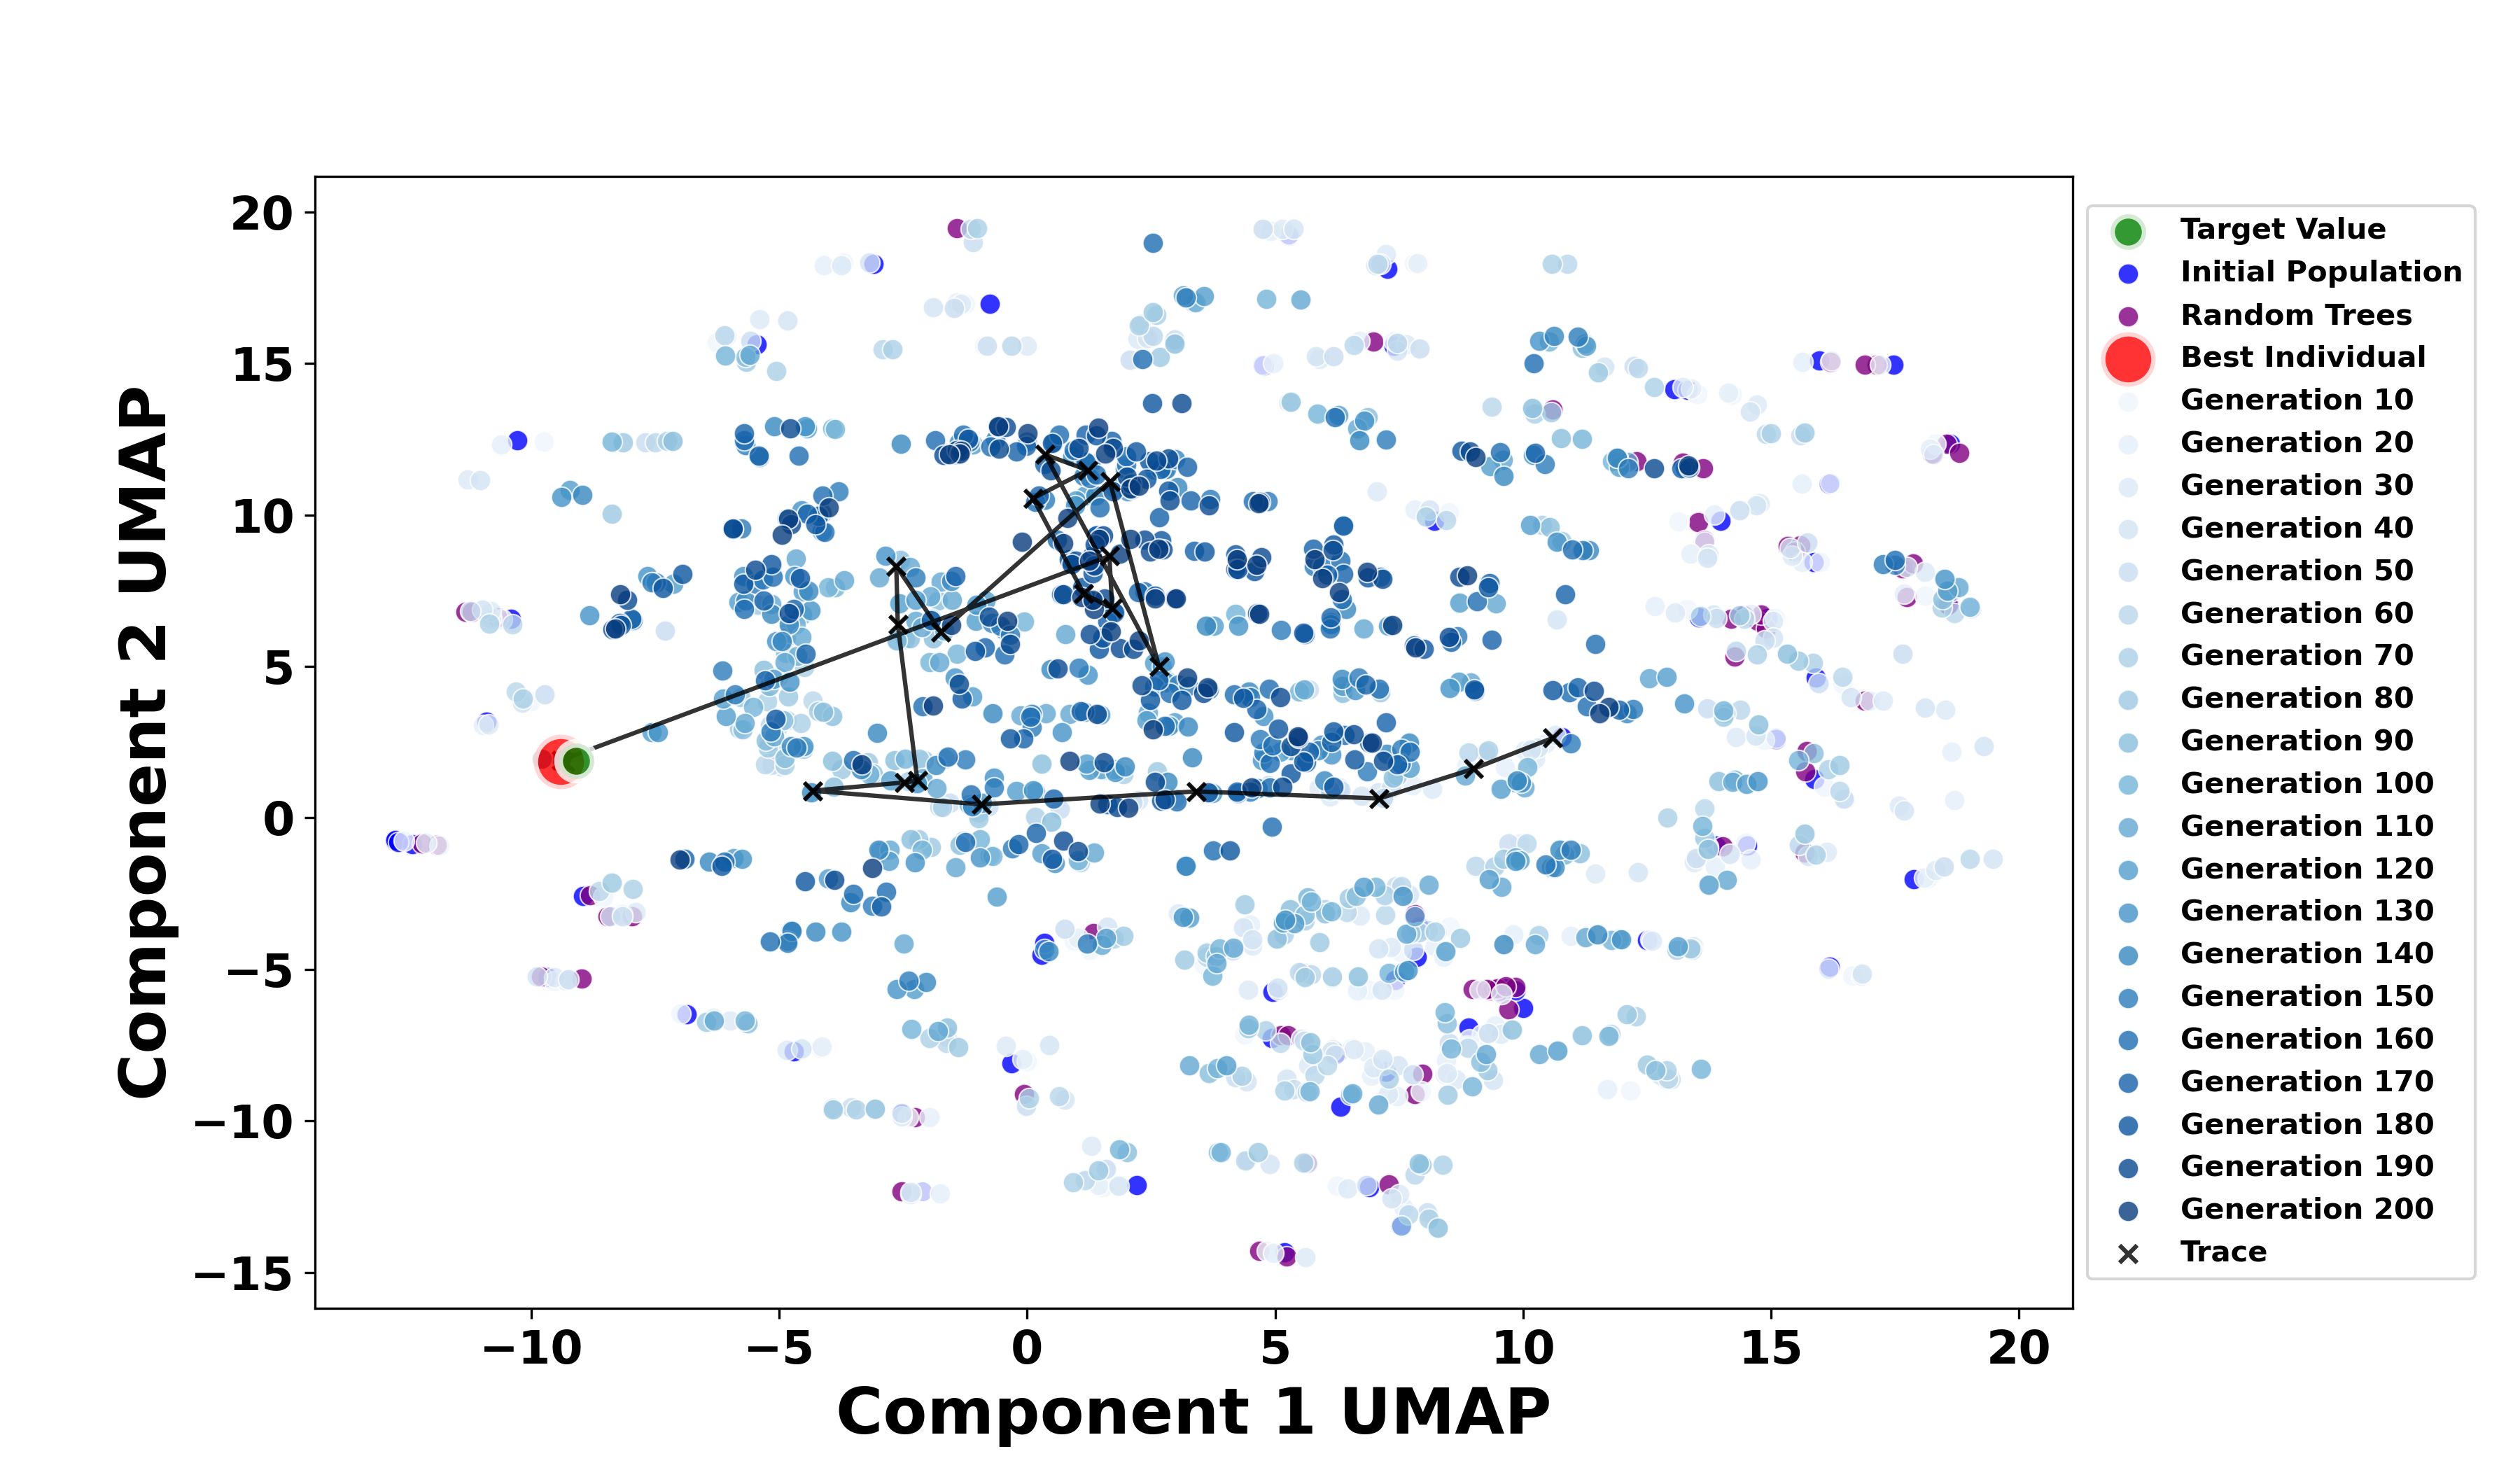 20
15
10
5
0
−5
−10
−15
Component 2 UMAP
−10
−5
0
5
10
15
20
Component 1 UMAP
Target Value
Initial Population
Random Trees
Best Individual
Generation 10
Generation 20
Generation 30
Generation 40
Generation 50
Generation 60
Generation 70
Generation 80
Generation 90
Generation 100
Generation 110
Generation 120
Generation 130
Generation 140
Generation 150
Generation 160
Generation 170
Generation 180
Generation 190
Generation 200
Trace